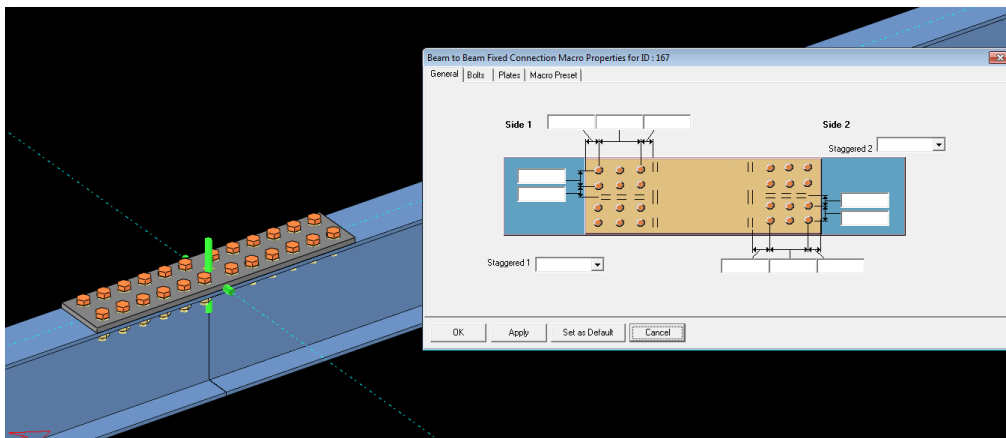 Beam to Beam Fixed Connection Macro Properties for ID : 167
General Bolts Plates Macro Preset
Side 1
Side 2
Staggered 2
Staggered 1
OK Apply Set as Default Cancel